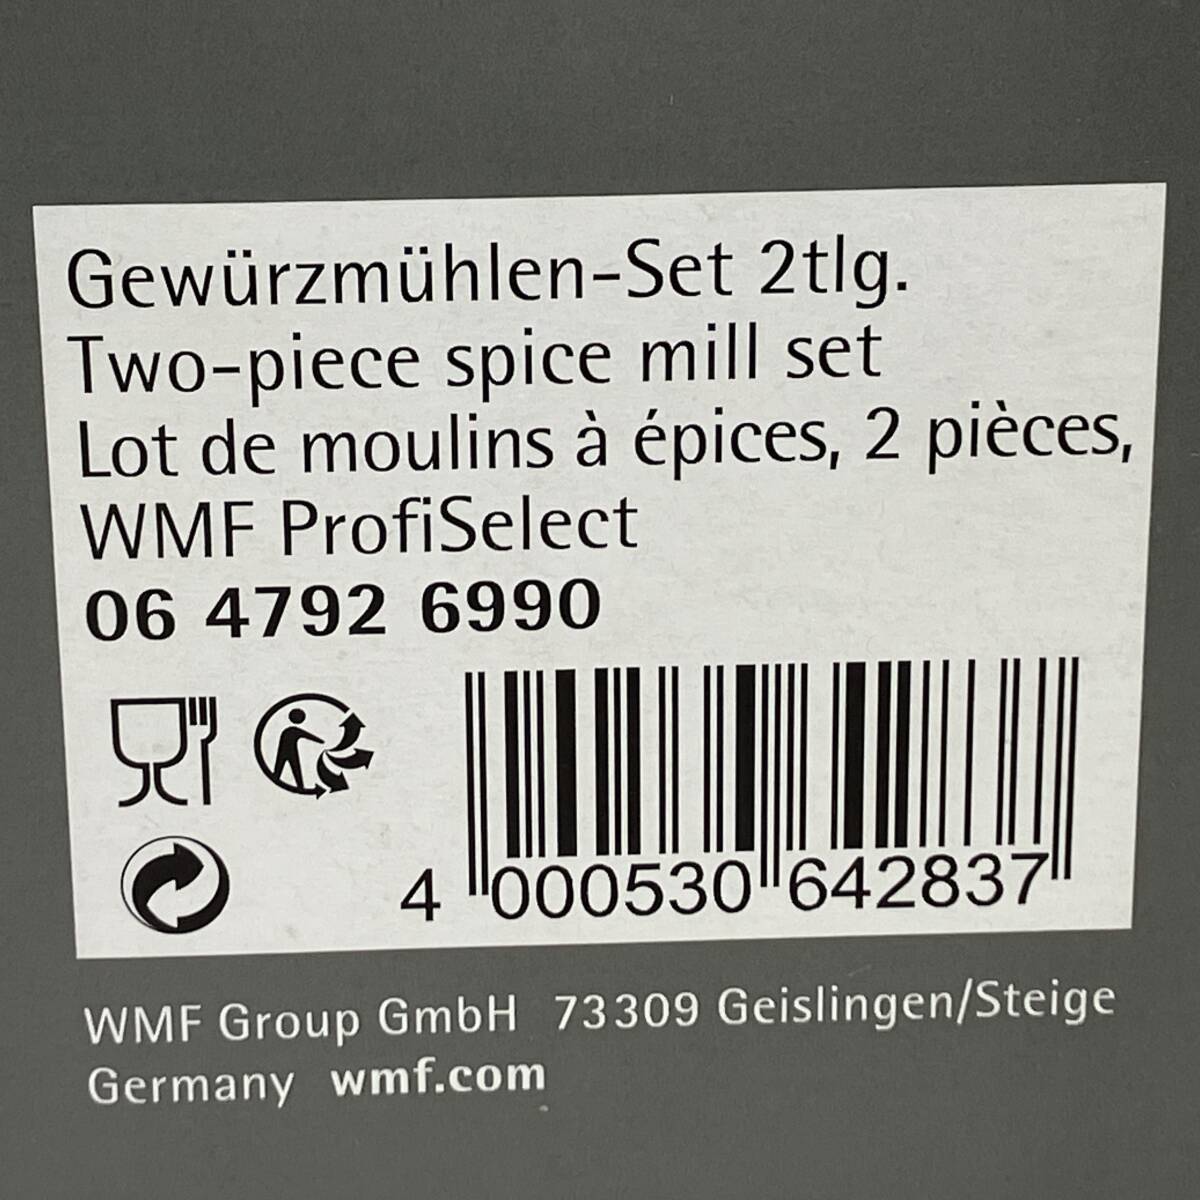 Gewürzmühlen-Set 2tlg.
Two-piece spice mill set
Lot de moulins à épices, 2 pièces,
WMF ProfiSelect
06 4792 6990
4 000530 642837
WMF Group GmbH 73309 Geislingen/Steige
Germany wmf.com